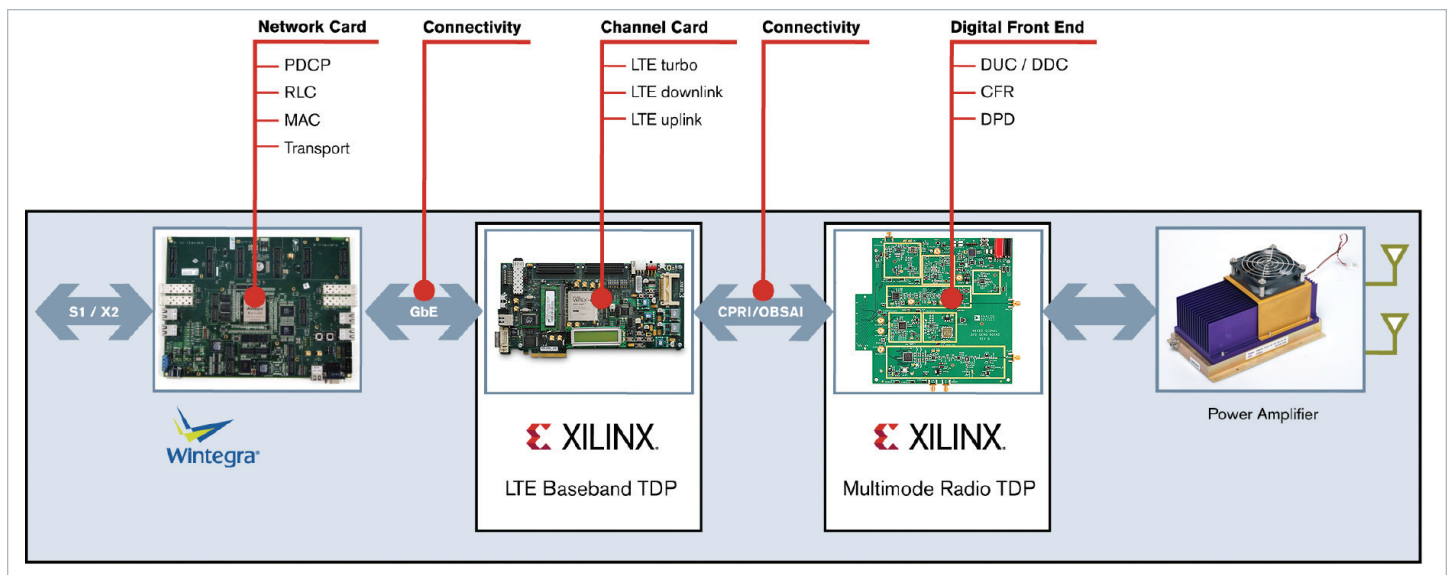 Network Card
PDCP
RLC
MAC
Transport
Connectivity
Channel Card
LTE turbo
LTE downlink
LTE uplink
Connectivity
Digital Front End
DUC / DDC
CFR
DPD
S1 / X2
GbE
CPRI/OBSAI
Wintegra
XILINX
LTE Baseband TDP
XILINX
Multimode Radio TDP
Power Amplifier